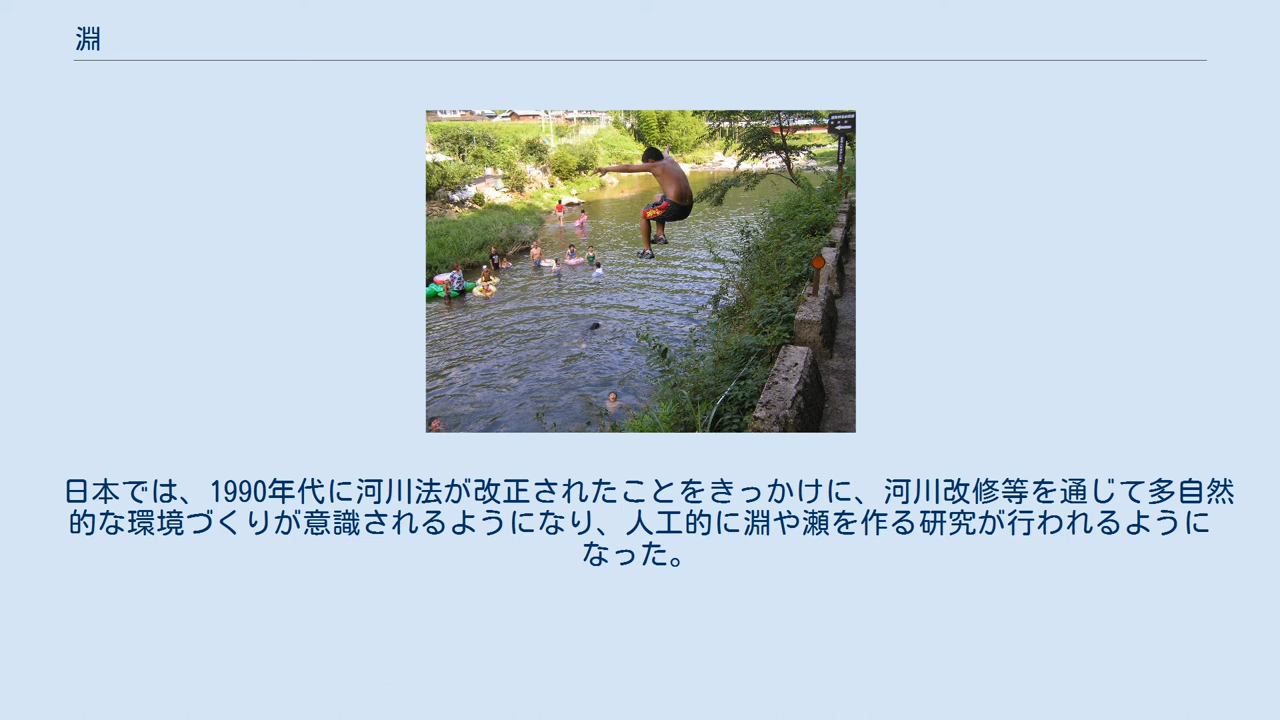 淵
日本では、1990年代に河川法が改正されたことをきっかけに、河川改修等を通じて多自然
的な環境づくりが意識されるようになり、人工的に淵や瀬を作る研究が行われるように
なった。